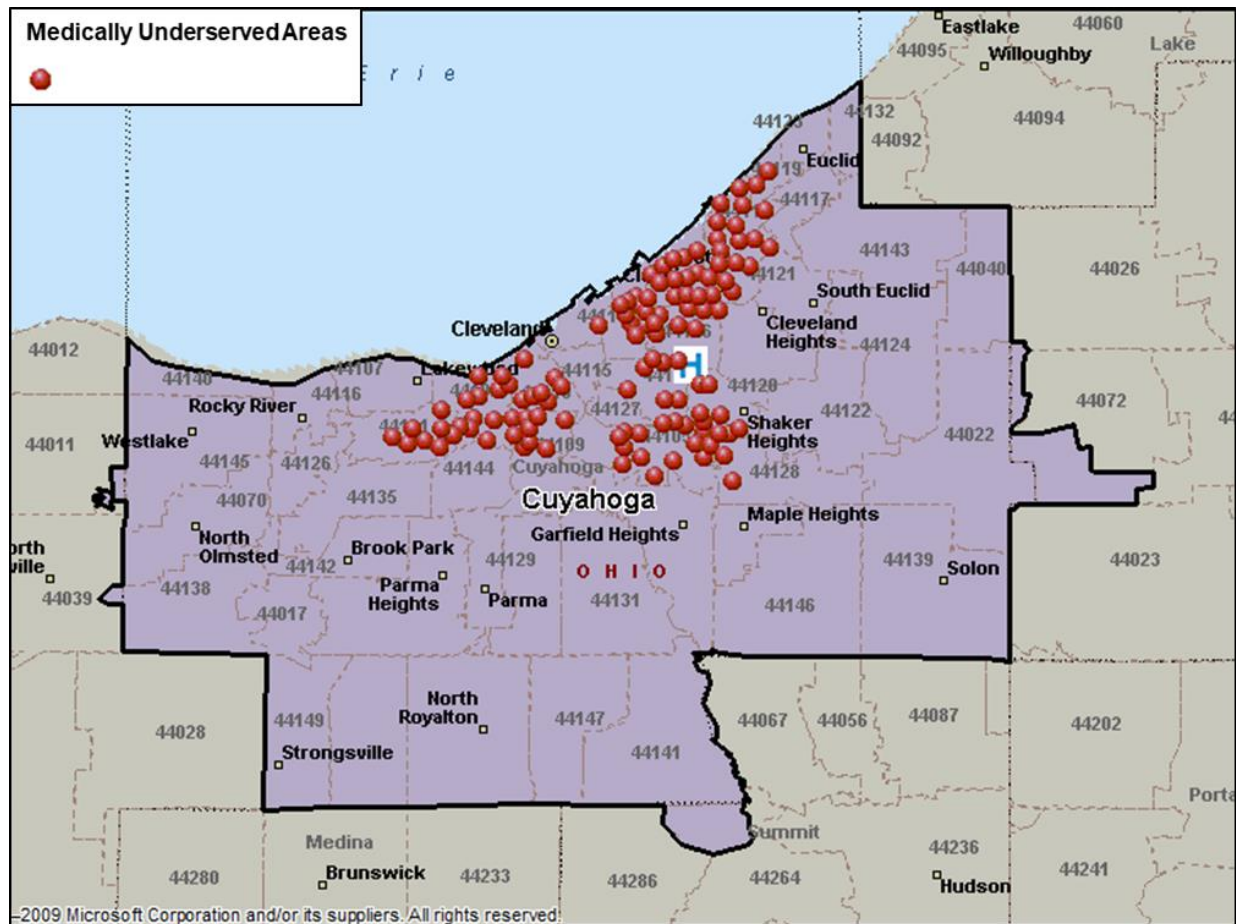 Medically Underserved Areas
E r i e
Eastlake
44060
44095
Willoughby
Lake
44132
44094
44123
44092
Euclid
44119
44117
44143
44121
44040
44026
South Euclid
Cleveland
Cleveland
Heights
44124
44012
44107
Lakewood
44115
44140
44116
44120
44072
Rocky River
44127
44122
Shaker
Heights
44011
Westlake
44105
44022
44126
44109
44145
44144
Cuyahoga
44128
44070
44135
Cuyahoga
Maple Heights
North
Olmsted
Garfield Heights
Brook Park
44129
44139
44023
44142
OHIO
Solon
44138
Parma
Heights
Parma
44039
44131
44146
44017
North
Royalton
44149
44147
44067
44056
44087
44202
44028
Strongsville
44141
Medina
Summit
Porta
Brunswick
44236
44280
44233
44286
44264
Hudson
44241
–2009 Microsoft Corporation and/or its suppliers. All rights reserved.